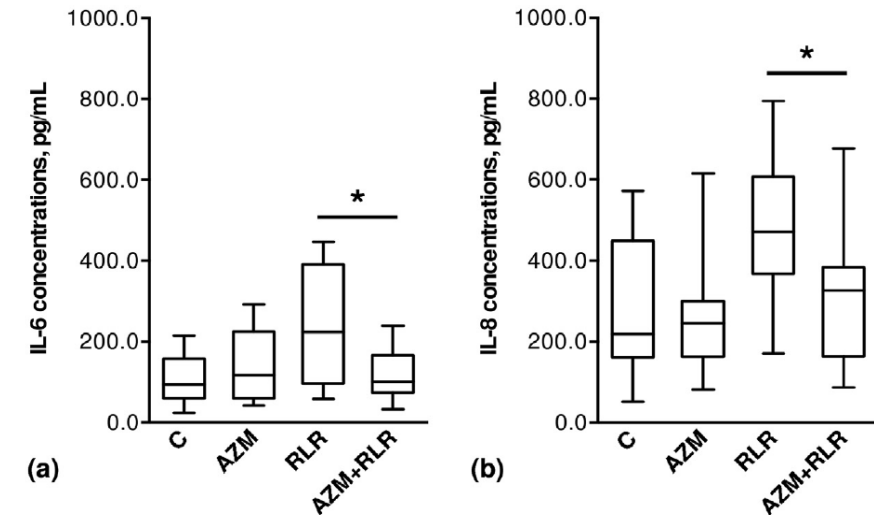 1000.0
800.0
600.0
400.0
200.0
0.0
IL-6 concentrations, pg/mL
*
C
AZM
RLR
AZM+RLR
(a)
1000.0
800.0
600.0
400.0
200.0
0.0
IL-8 concentrations, pg/mL
*
C
AZM
RLR
AZM+RLR
(b)